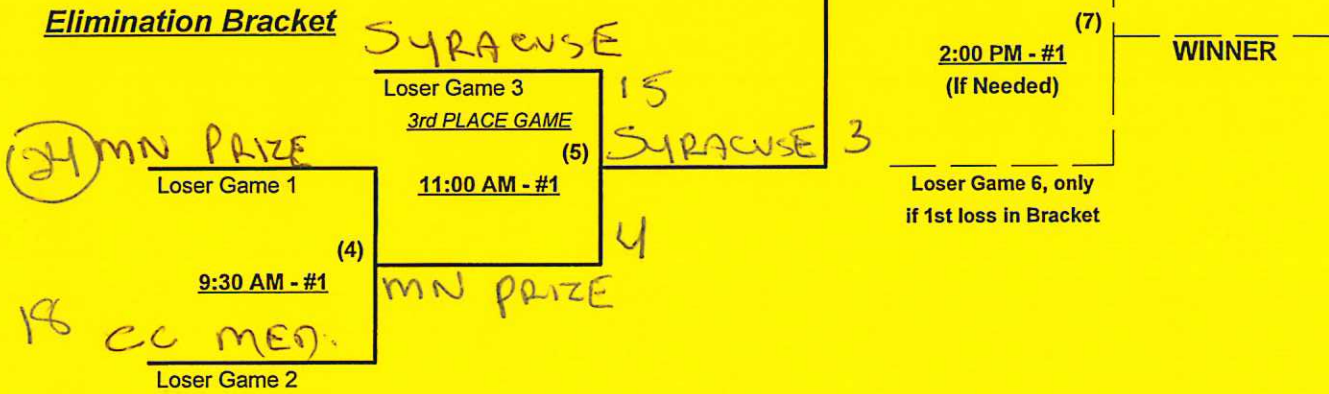 Elimination Bracket
SYRACUSE
Loser Game 3
15
3rd PLACE GAME
(5)
SYRACUSE 3
11:00 AM - #1
24 MN PRIZE
Loser Game 1
4
(4)
9:30 AM - #1
MN PRIZE
18 CC MED.
Loser Game 2
(7)
2:00 PM - #1
(If Needed)
WINNER
Loser Game 6, only
if 1st loss in Bracket